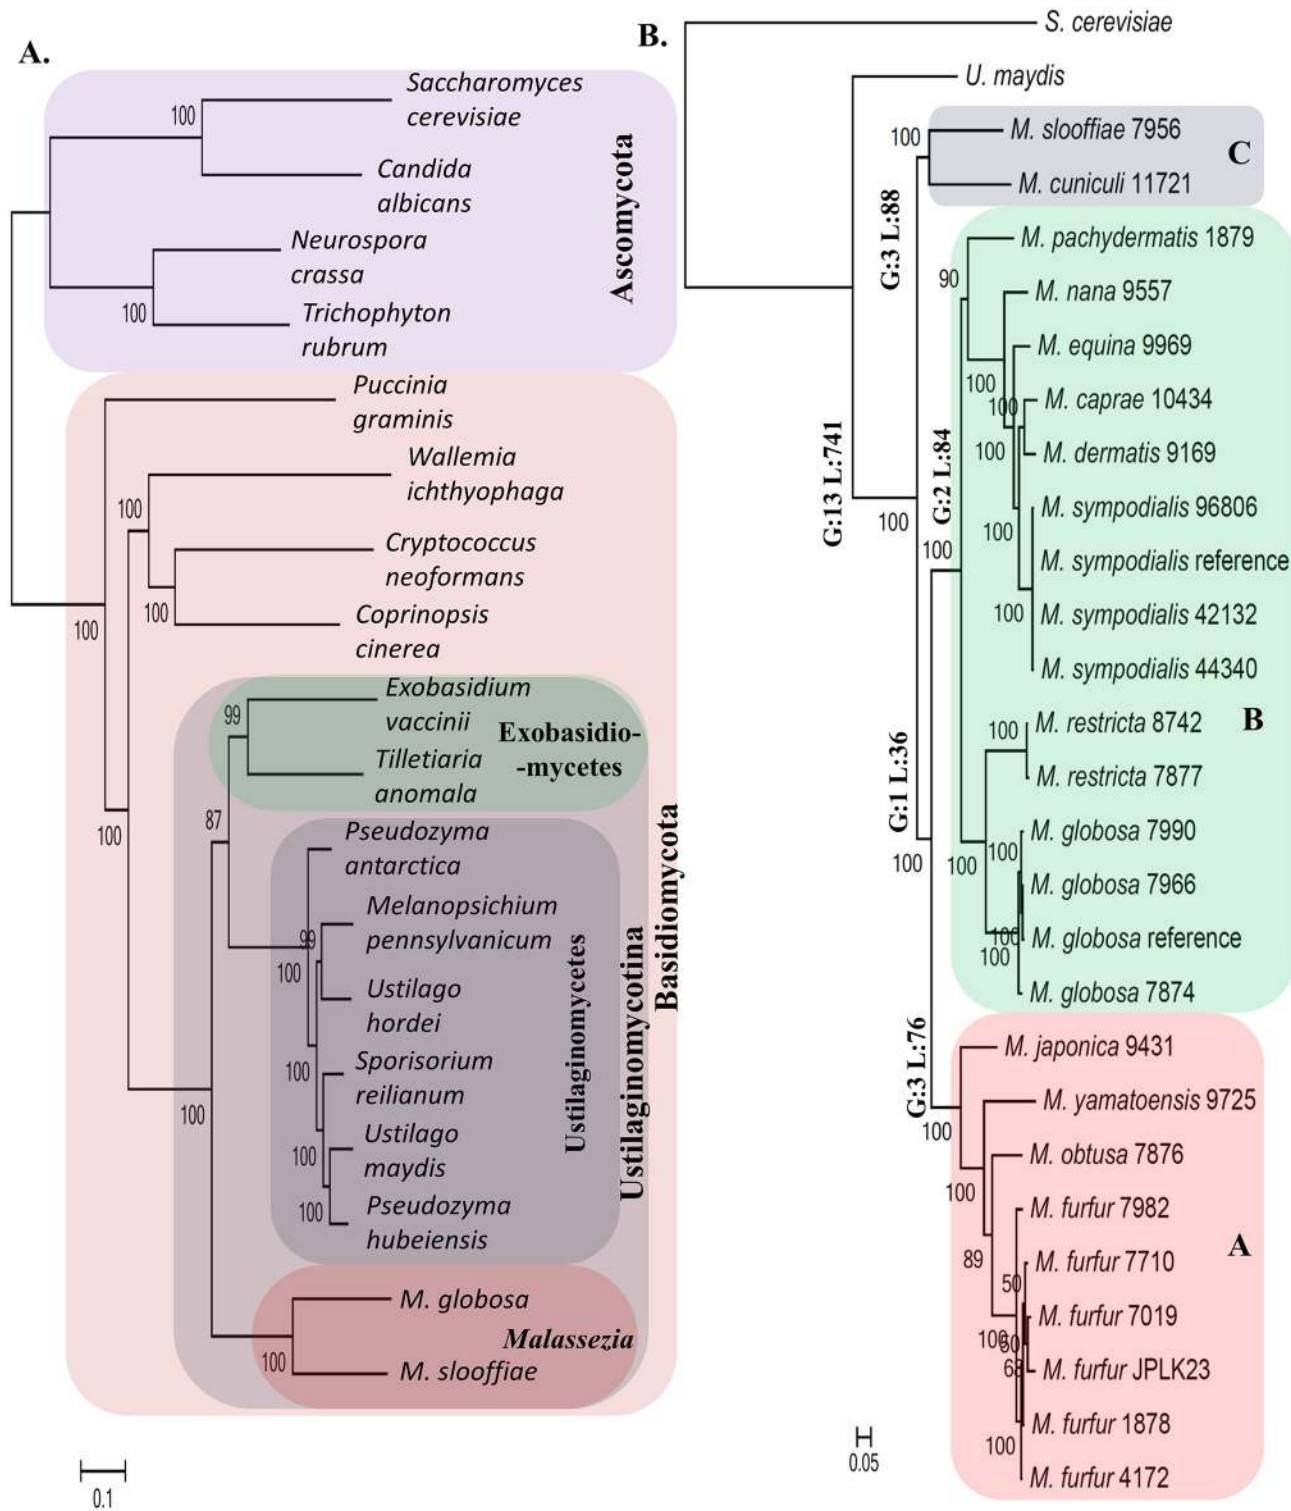 A.
Saccharomyces
cerevisiae
100
Candida
albicans
Neurospora
crassa
100
Trichophyton
rubrum
Ascomycota
Puccinia
graminis
Wallemia
ichthyophaga
100
Cryptococcus
neoformans
100
Coprinopsis
cinerea
100
Exobasidium
vaccinii
99
Exobasidio-
-mycetes
Tilletiaria
anomala
87
100
Pseudozyma
antarctica
Melanopsichium
pennsylvanicum
99
100
Ustilago
hordei
Sporisorium
reilianum
100
Ustilago
maydis
100
Pseudozyma
hubeiensis
100
100
Ustilaginomycetes
Ustilaginomycotina
Basidiomycota
M. globosa
Malassezia
100
M. slooffiae
0.1
B.
S. cerevisiae
U. maydis
100
M. slooffiae 7956
C
M. cuniculi 11721
G:3 L:88
M. pachydermatis 1879
90
M. nana 9557
M. equina 9969
100
100
M. caprae 10434
100
M. dermatis 9169
G:13 L:741
G:2 L:84
100
M. sympodialis 96806
100
100
M. sympodialis reference
100
M. sympodialis 42132
M. sympodialis 44340
100
M. restricta 8742
B
M. restricta 7877
G:1 L:36
100
100
100
M. globosa 7990
M. globosa 7966
100
100
M. globosa reference
M. globosa 7874
G:3 L:76
M. japonica 9431
100
M. yamatoensis 9725
M. obtusa 7876
100
M. furfur 7982
89
A
M. furfur 7710
50
M. furfur 7019
100
60
68
M. furfur JPLK23
M. furfur 1878
100
M. furfur 4172
0.05